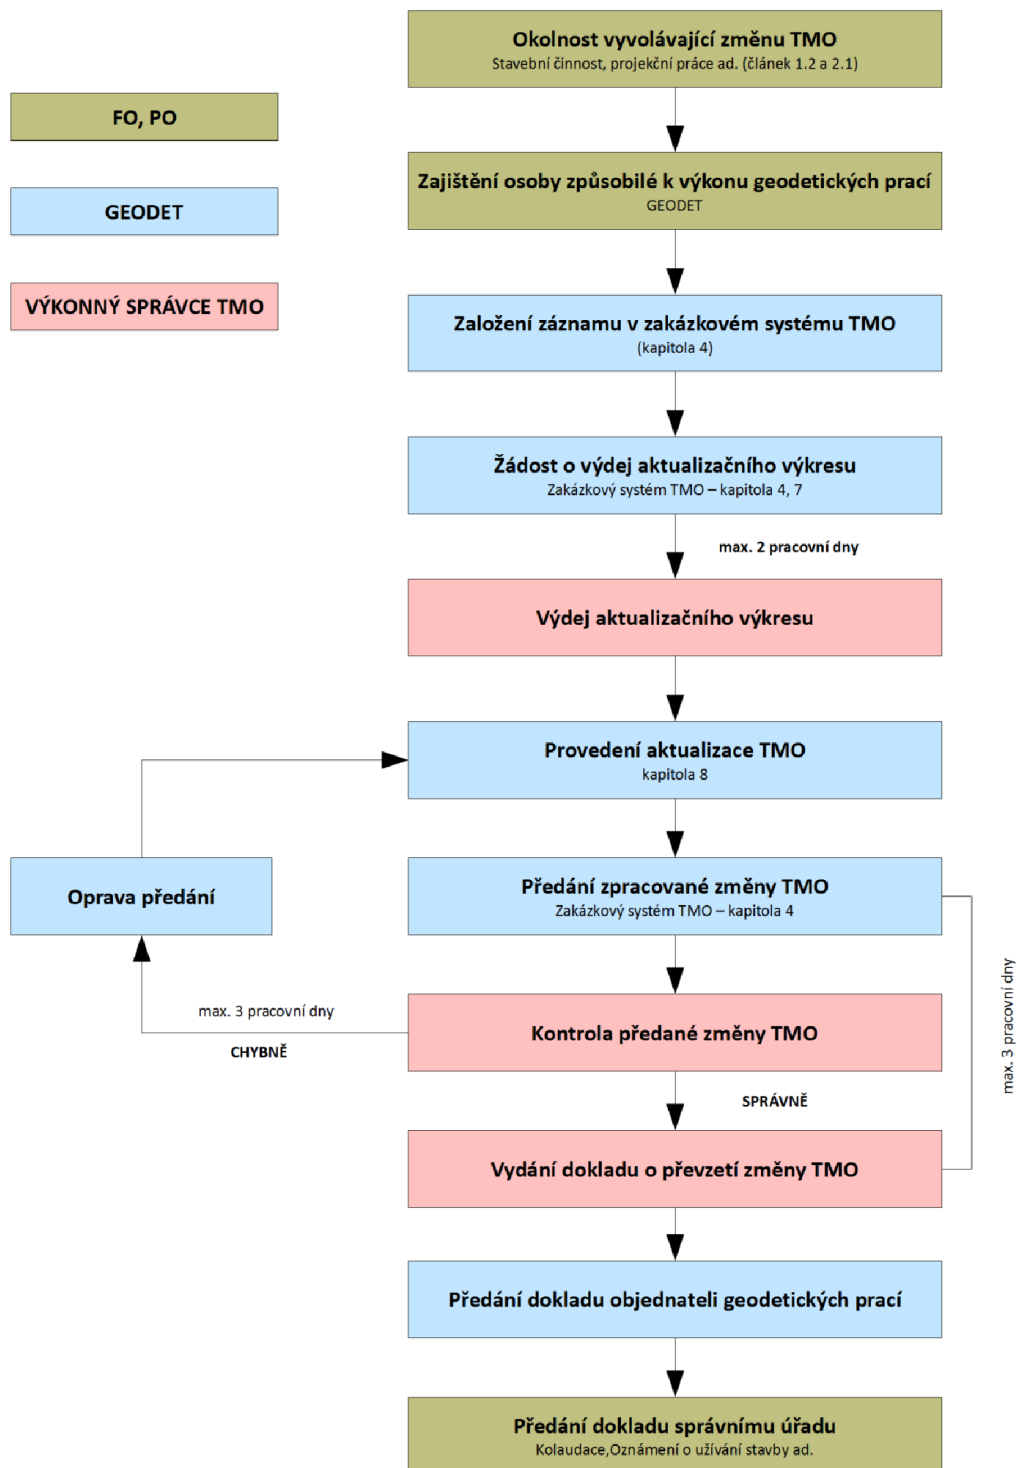 Okolnost vyvolávající změnu TMO
Stavební činnost, projekční práce ad. (článek 1.2 a 2.1)
FO, PO
GEODET
VÝKONNÝ SPRÁVCE TMO
Zajištění osoby způsobilé k výkonu geodetických prací
GEODET
Založení záznamu v zakázkovém systému TMO
(kapitola 4)
Žádost o výdej aktualizačního výkresu
Zakázkový systém TMO – kapitola 4, 7
max. 2 pracovní dny
Výdej aktualizačního výkresu
Provedení aktualizace TMO
kapitola 8
Oprava předání
Předání zpracované změny TMO
Zakázkový systém TMO – kapitola 4
max. 3 pracovní dny
CHYBNĚ
Kontrola předané změny TMO
max. 3 pracovní dny
SPRÁVNĚ
Vydání dokladu o převzetí změny TMO
Předání dokladu objednateli geodetických prací
Předání dokladu správnímu úřadu
Kolaudace,Oznámení o užívání stavby ad.